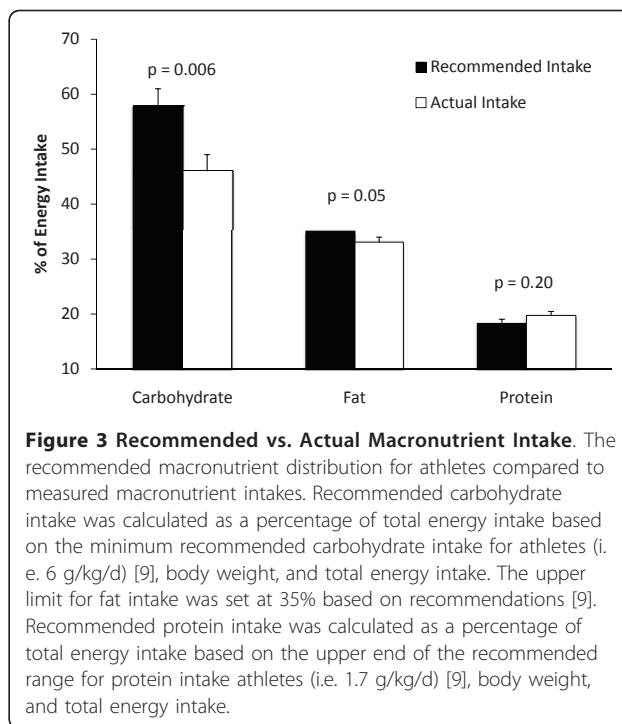 70
60
50
40
30
20
10
% of Energy Intake
p = 0.006
p = 0.05
p = 0.20
Recommended Intake
Actual Intake
Carbohydrate Fat Protein
Figure 3 Recommended vs. Actual Macronutrient Intake. The
recommended macronutrient distribution for athletes compared to
measured macronutrient intakes. Recommended carbohydrate
intake was calculated as a percentage of total energy intake based
on the minimum recommended carbohydrate intake for athletes (i.
e. 6 g/kg/d) [9], body weight, and total energy intake. The upper
limit for fat intake was set at 35% based on recommendations [9].
Recommended protein intake was calculated as a percentage of
total energy intake based on the upper end of the recommended
range for protein intake athletes (i.e. 1.7 g/kg/d) [9], body weight,
and total energy intake.